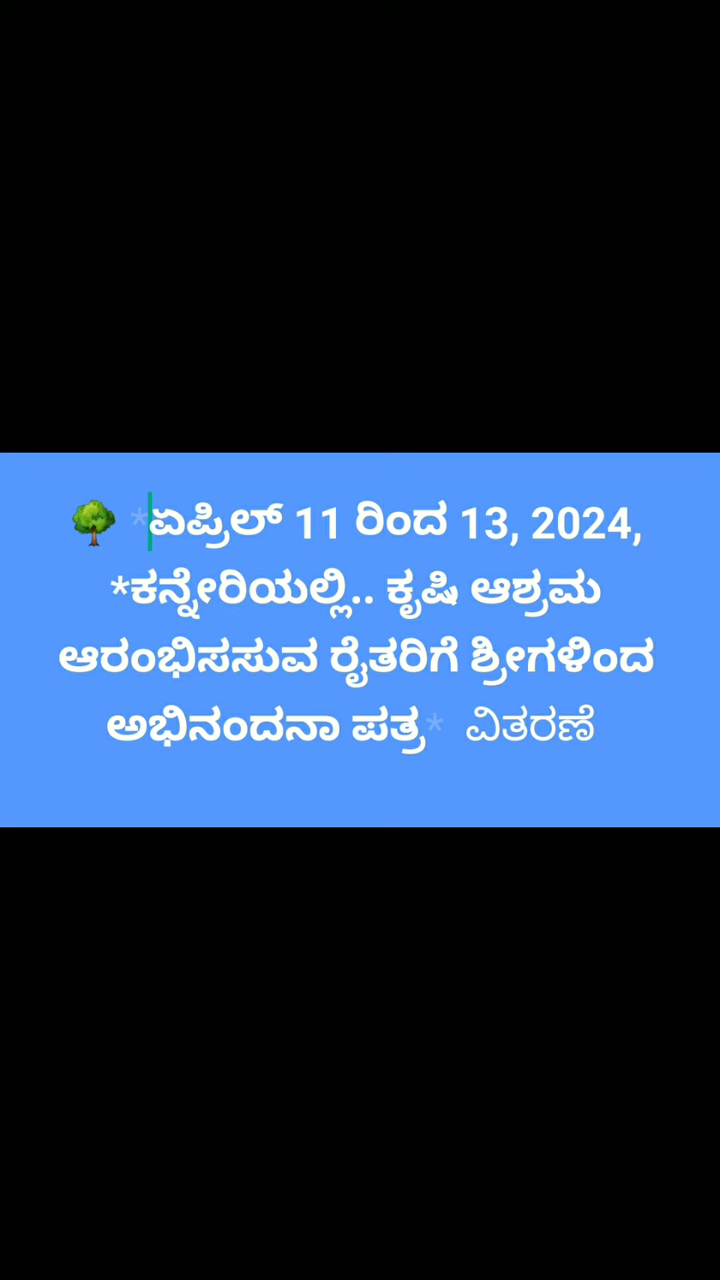 🌳 *ಏಪ್ರಿಲ್ 11 ರಿಂದ 13, 2024,
*ಕನ್ನೇರಿಯಲ್ಲಿ.. ಕೃಷಿ ಆಶ್ರಮ
ಆರಂಭಿಸಸುವ ರೈತರಿಗೆ ಶ್ರೀಗಳಿಂದ
ಅಭಿನಂದನಾ ಪತ್ರ* ವಿತರಣೆ